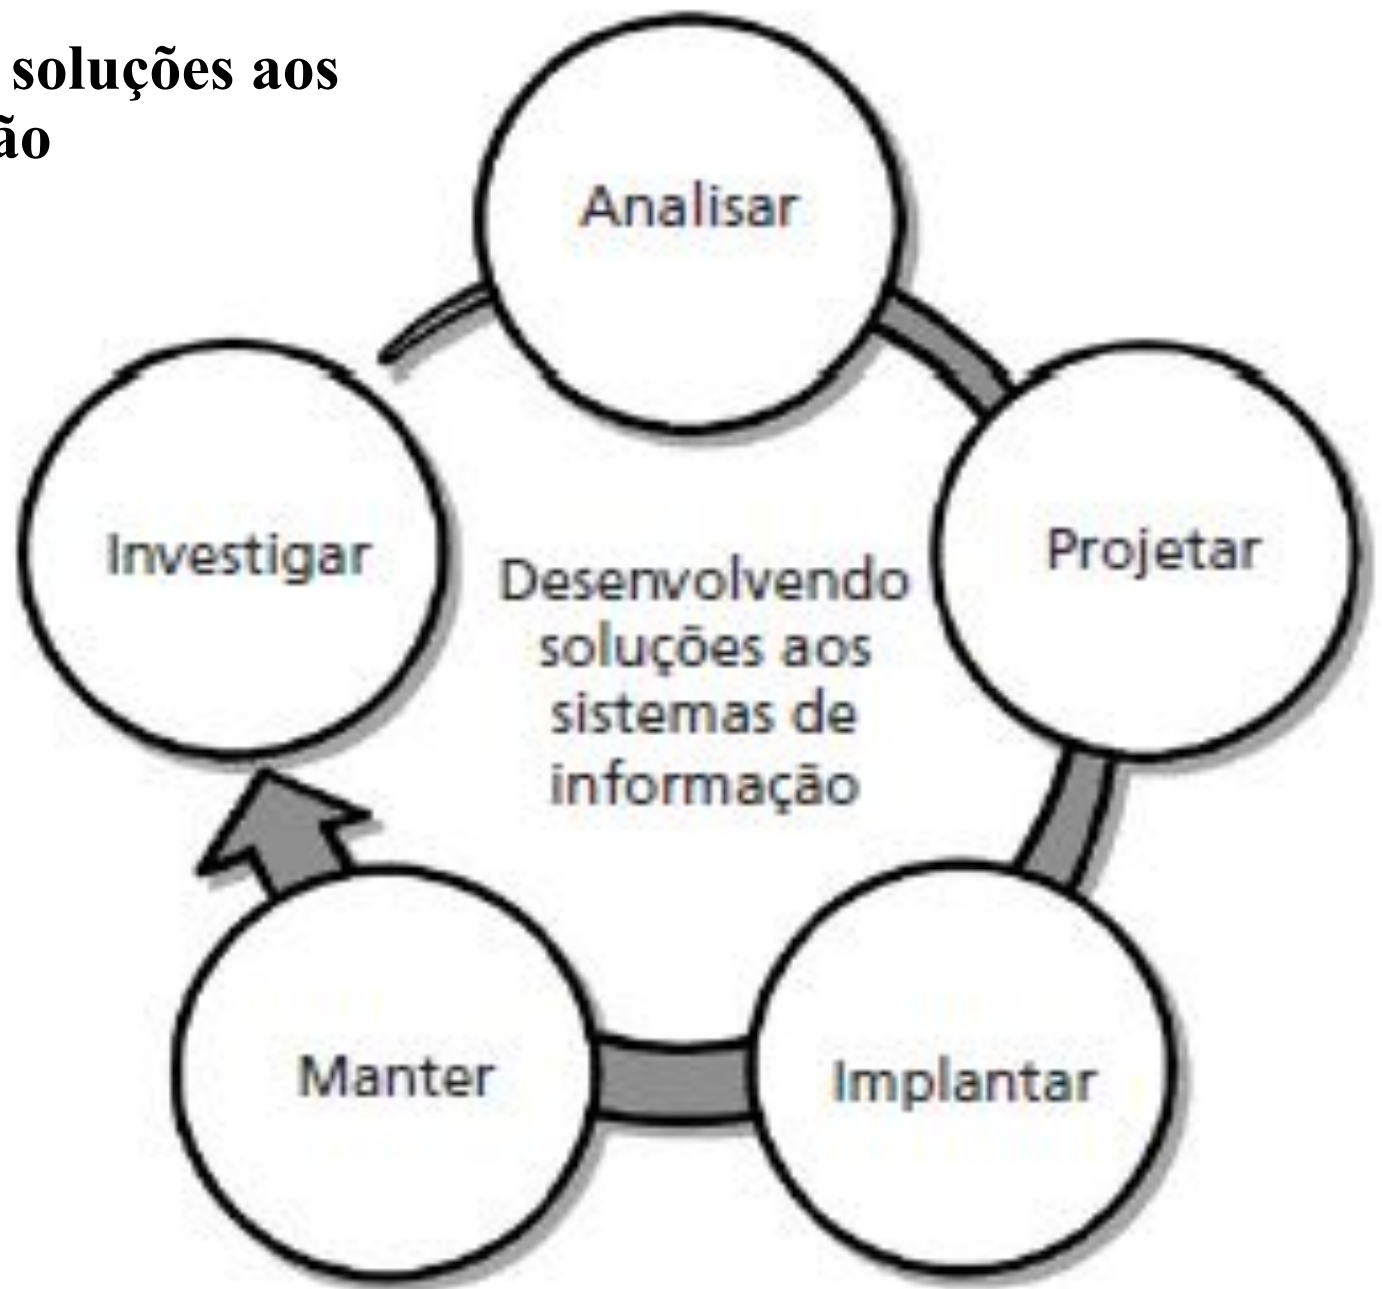 soluções aos
ão
Analisar
Investigar
Projetar
Desenvolvendo
soluções aos
sistemas de
informação
Manter
Implantar